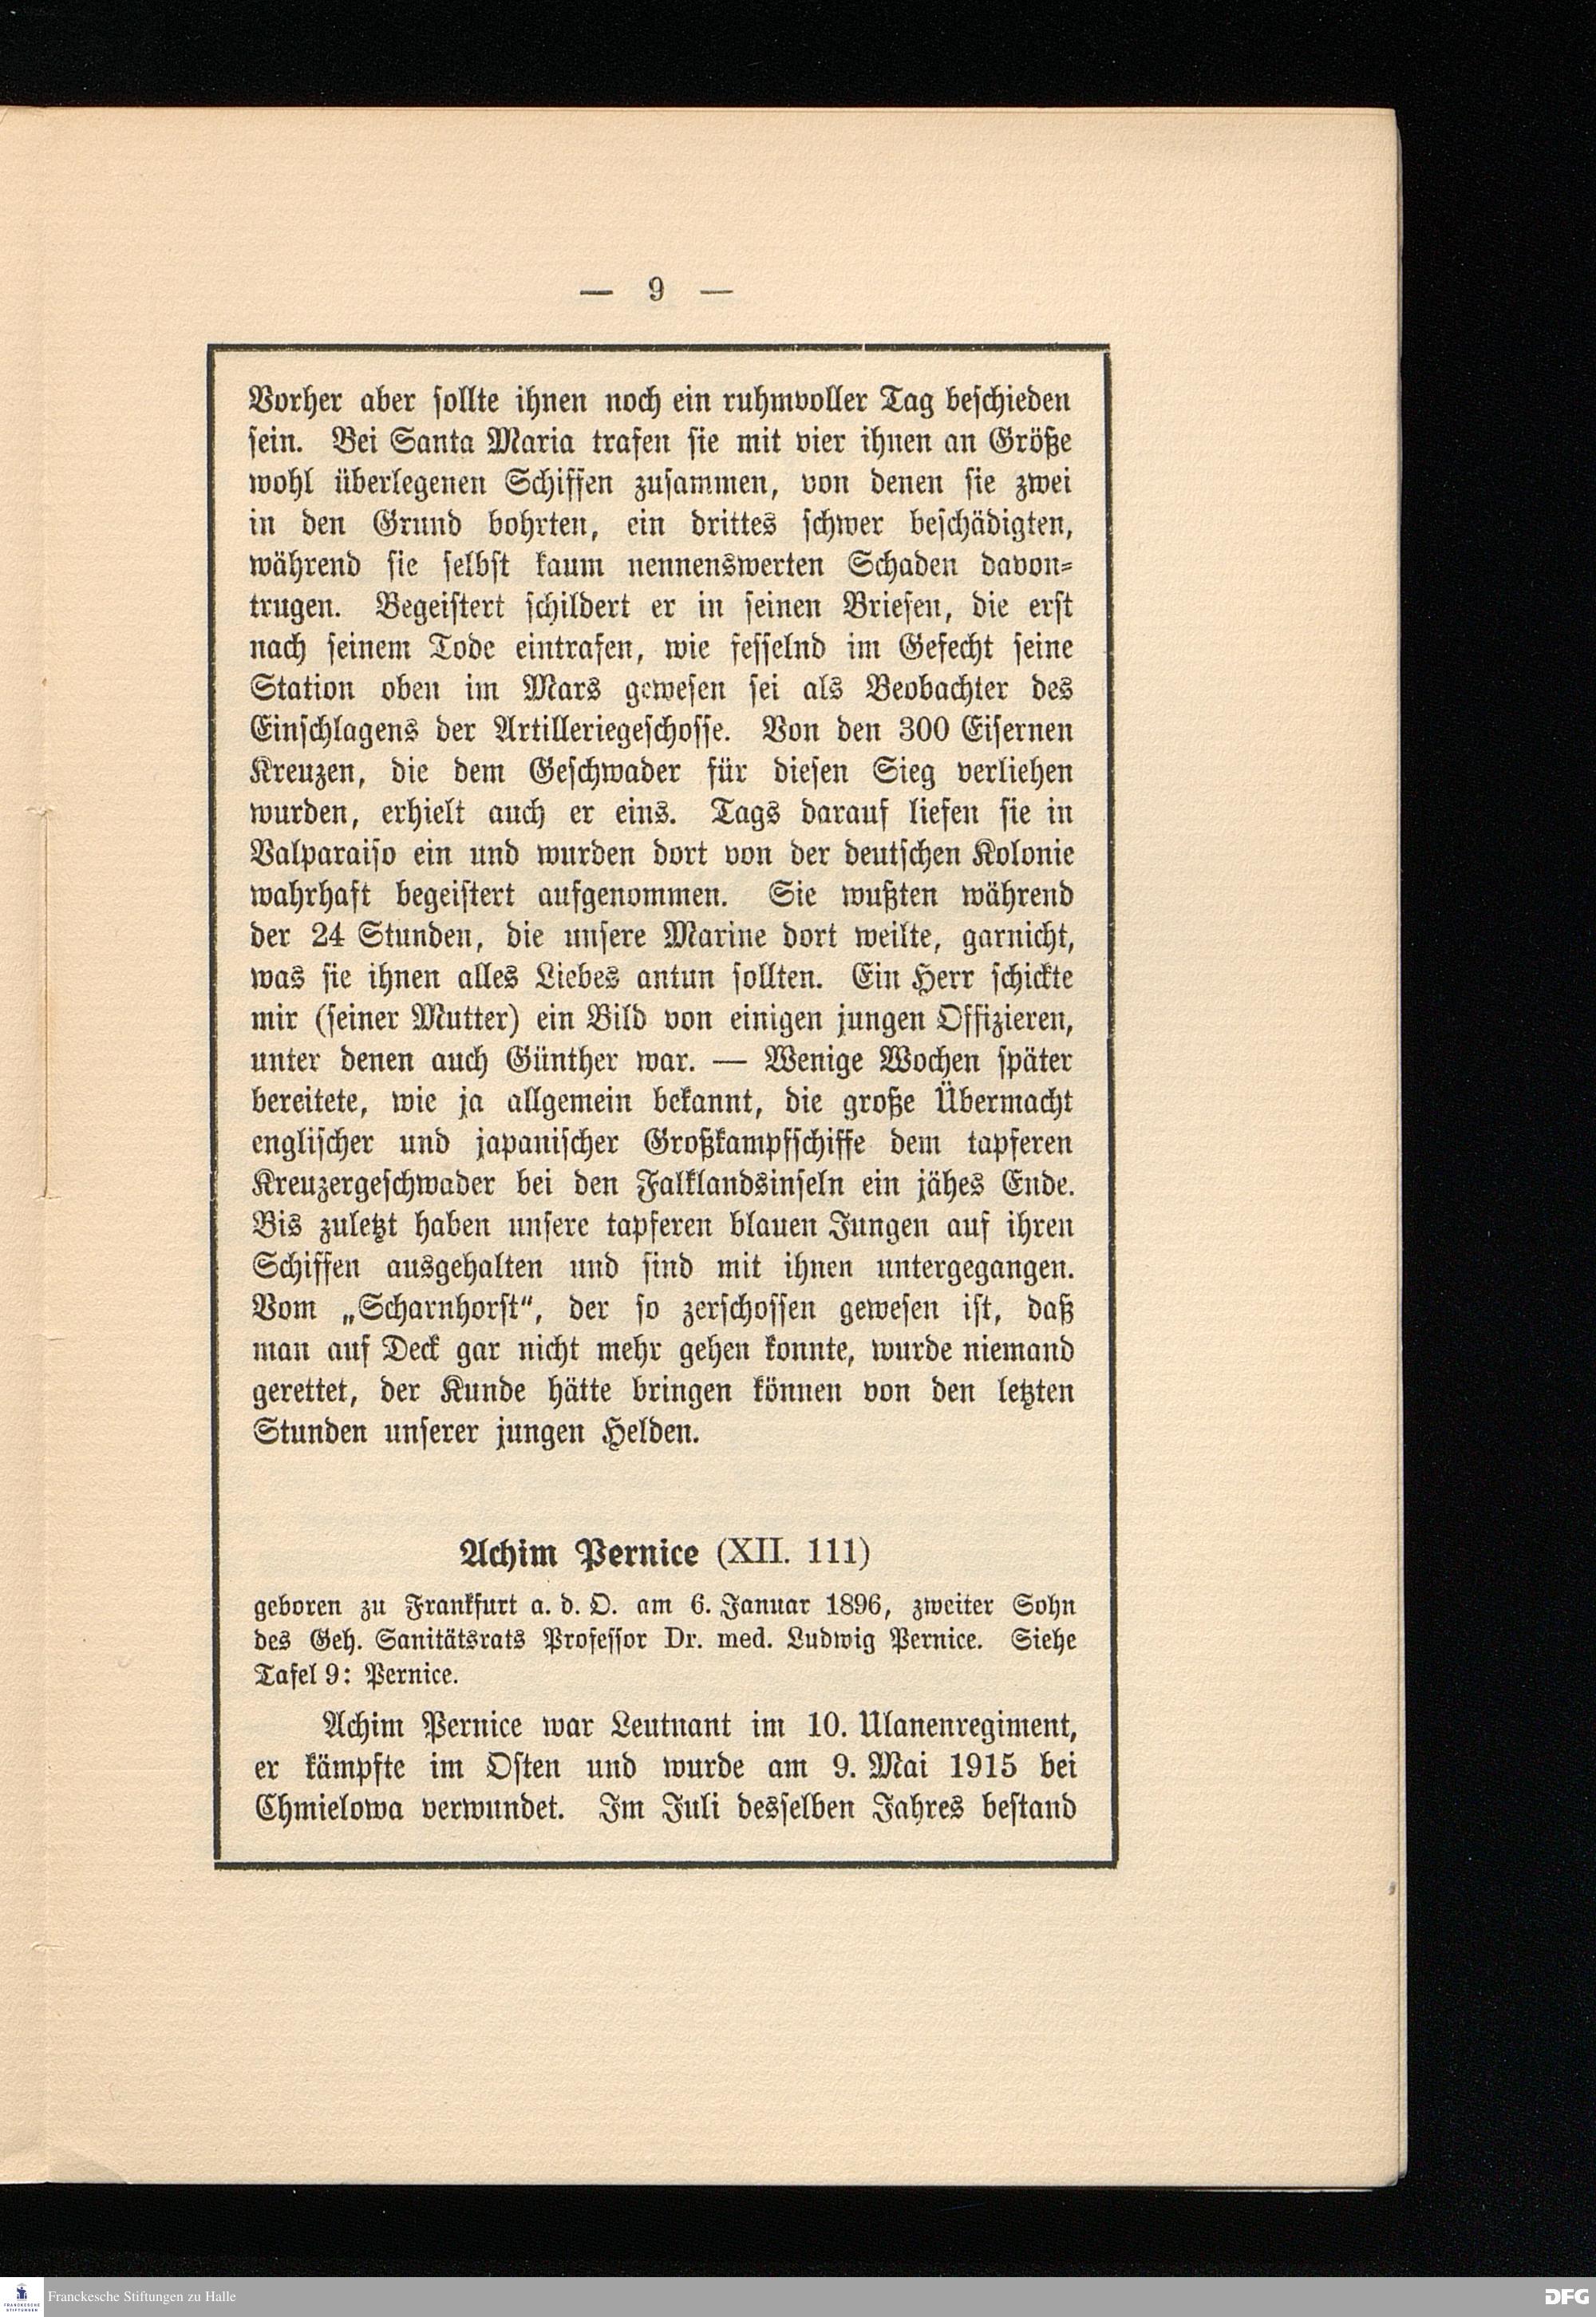 — 9 —
Vorher aber sollte ihnen noch ein ruhmvoller Tag beschieden
sein. Bei Santa Maria trafen sie mit vier ihnen an Größe
wohl überlegenen Schiffen zusammen, von denen sie zwei
in den Grund bohrten, ein drittes schwer beschädigten,
während sie selbst kaum nennenswerten Schaden davon-
trugen. Begeistert schildert er in seinen Briefen, die erst
nach seinem Tode eintrafen, wie fesselnd im Gefecht seine
Station oben im Mars gewesen sei als Beobachter des
Einschlagens der Artilleriegeschosse. Von den 300 Eisernen
Kreuzen, die dem Geschwader für diesen Sieg verliehen
wurden, erhielt auch er eins. Tags darauf liefen sie in
Valparaiso ein und wurden dort von der deutschen Kolonie
wahrhaft begeistert aufgenommen. Sie wußten während
der 24 Stunden, die unsere Marine dort weilte, garnicht,
was sie ihnen alles Liebes antun sollten. Ein Herr schickte
mir (seiner Mutter) ein Bild von einigen jungen Offizieren,
unter denen auch Günther war. — Wenige Wochen später
bereitete, wie ja allgemein bekannt, die große Übermacht
englischer und japanischer Großkampfschiffe dem tapferen
Kreuzergeschwader bei den Falklandsinseln ein jähes Ende.
Bis zuletzt haben unsere tapferen blauen Jungen auf ihren
Schiffen ausgehalten und sind mit ihnen untergegangen.
Vom „Scharnhorst“, der so zerschossen gewesen ist, daß
man auf Deck gar nicht mehr gehen konnte, wurde niemand
gerettet, der Kunde hätte bringen können von den letzten
Stunden unserer jungen Helden.
Achim Pernice (XII. 111)
geboren zu Frankfurt a. d. O. am 6. Januar 1896, zweiter Sohn
des Geh. Sanitätsrats Professor Dr. med. Ludwig Pernice. Siehe
Tafel 9: Pernice.
Achim Pernice war Leutnant im 10. Ulanenregiment,
er kämpfte im Osten und wurde am 9. Mai 1915 bei
Chmielowa verwundet. Im Juli desselben Jahres bestand
FRANCKESCHE
STIFTUNGEN
Franckesche Stiftungen zu Halle
DFG